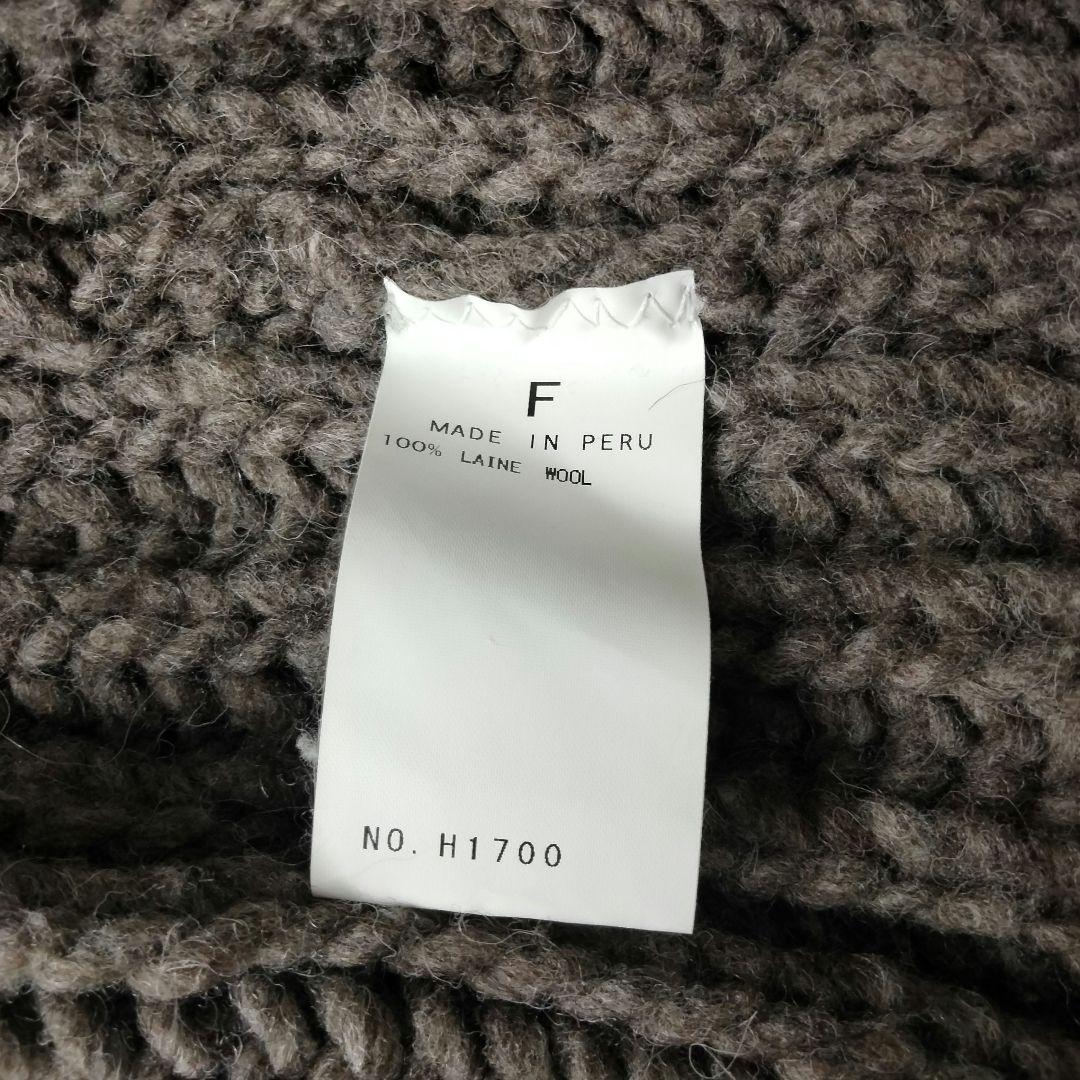 F
MADE IN PERU
100% LAINE WOOL
NO. H1700